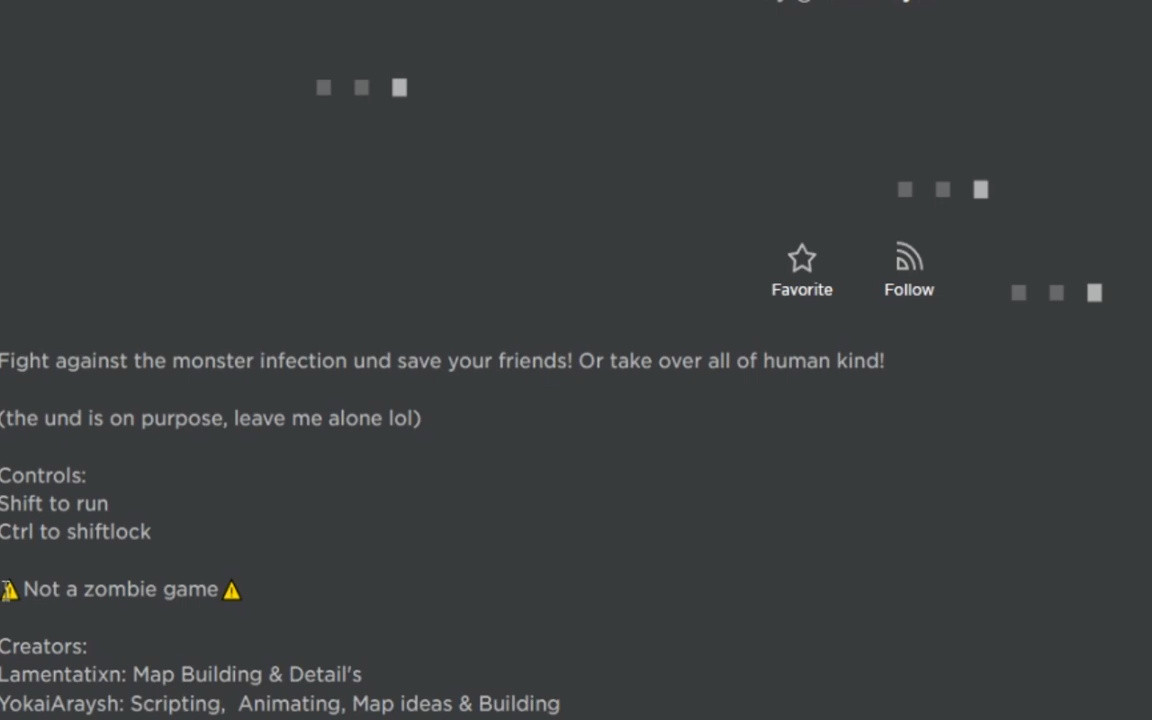 Favorite
Follow
Fight against the monster infection und save your friends! Or take over all of human kind!
(the und is on purpose, leave me alone lol)
Controls:
Shift to run
Ctrl to shiftlock
⚠Not a zombie game⚠
Creators:
Lamentatixn: Map Building & Detail's
YokaiAraysh: Scripting,  Animating, Map ideas & Building